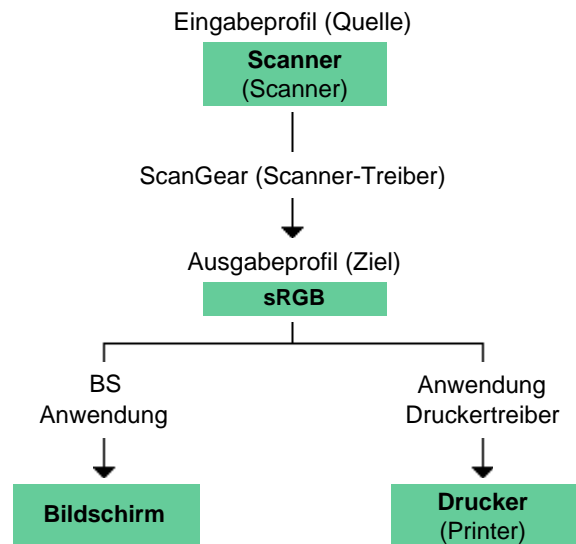 Eingabeprofil (Quelle)
Scanner
(Scanner)
ScanGear (Scanner-Treiber)
Ausgabeprofil (Ziel)
sRGB
BS
Anwendung
Anwendung
Druckertreiber
Bildschirm
Drucker
(Printer)